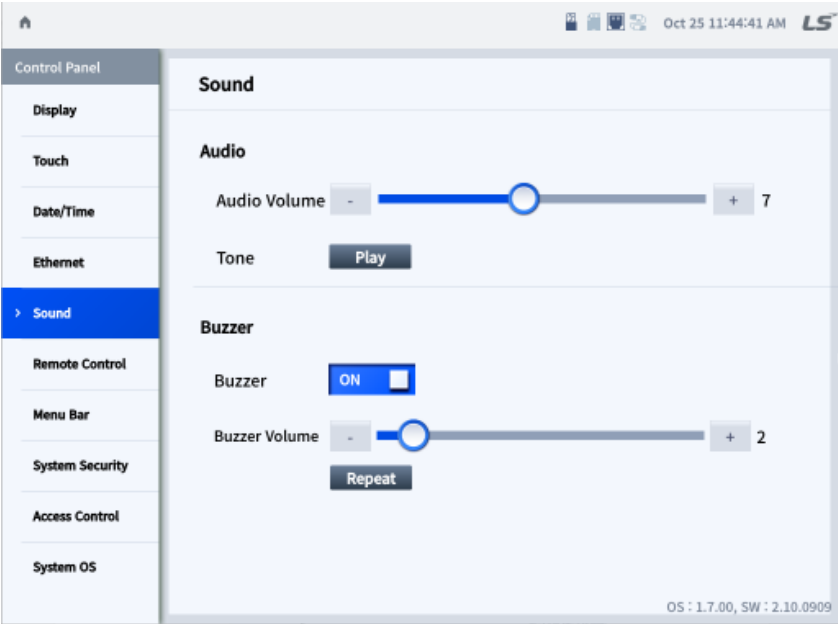 Oct 25 11:44:41 AM LS
Control Panel
Display
Touch
Date/Time
Ethernet
> Sound
Remote Control
Menu Bar
System Security
Access Control
System OS
Sound
Audio
Audio Volume - + 7
Tone Play
Buzzer
Buzzer ON
Buzzer Volume - + 2
Repeat
OS : 1.7.00, SW : 2.10.0909